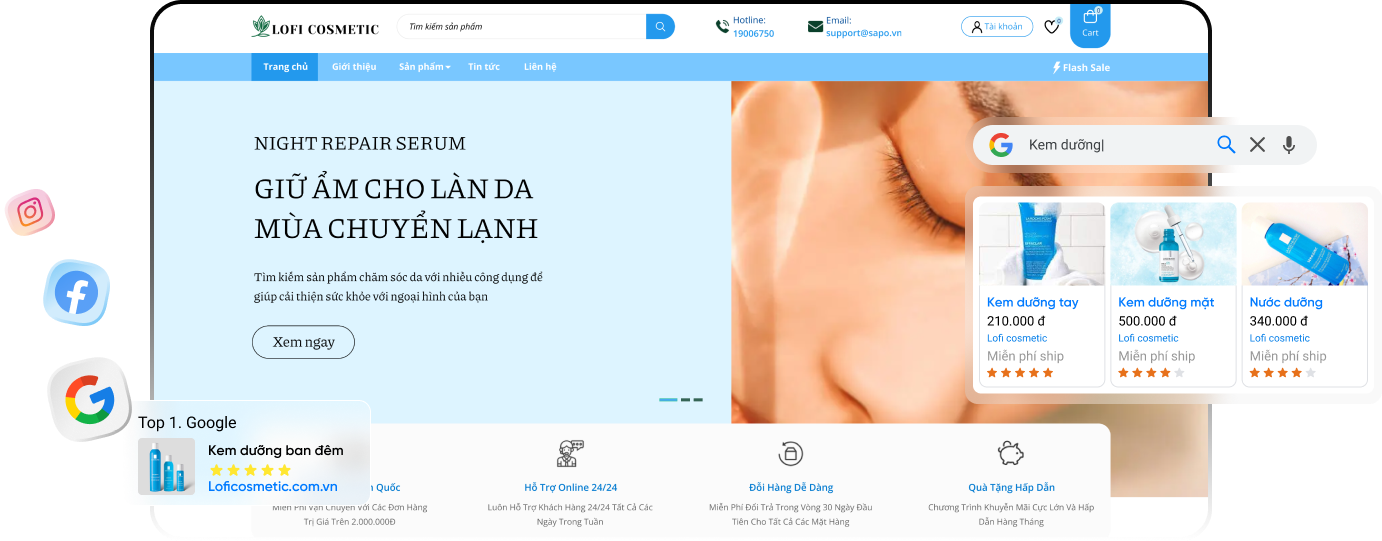 LOFI COSMETIC
Tìm kiếm sản phẩm
Hotline:
19006750
Email:
support@sapo.vn
Tài khoản
0
0
Cart
Trang chủ
Giới thiệu
Sản phẩm
Tin tức
Liên hệ
Flash Sale
NIGHT REPAIR SERUM
GIỮ ẨM CHO LÀN DA
MÙA CHUYỂN LẠNH
Tìm kiếm sản phẩm chăm sóc da với nhiều công dụng để
giúp cải thiện sức khỏe với ngoại hình của bạn
Xem ngay
Kem dưỡng
Kem dưỡng tay
210.000 đ
Lofi cosmetic
Miễn phí ship
Kem dưỡng mặt
500.000 đ
Lofi cosmetic
Miễn phí ship
Nước dưỡng
340.000 đ
Lofi cosmetic
Miễn phí ship
Top 1. Google
Kem dưỡng ban đêm
Loficosmetic.com.vn
Quốc
Miễn Phí Vận Chuyển Với Các Đơn Hàng
Trị Giá Trên 2.000.000Đ
Hỗ Trợ Online 24/24
Luôn Hỗ Trợ Khách Hàng 24/24 Tất Cả Các
Ngày Trong Tuần
Đổi Hàng Dễ Dàng
Miễn Phí Đổi Trả Trong Vòng 30 Ngày Đầu
Tiên Cho Tất Cả Các Mặt Hàng
Quà Tặng Hấp Dẫn
Chương Trình Khuyến Mãi Cực Lớn Và Hấp
Dẫn Hàng Tháng